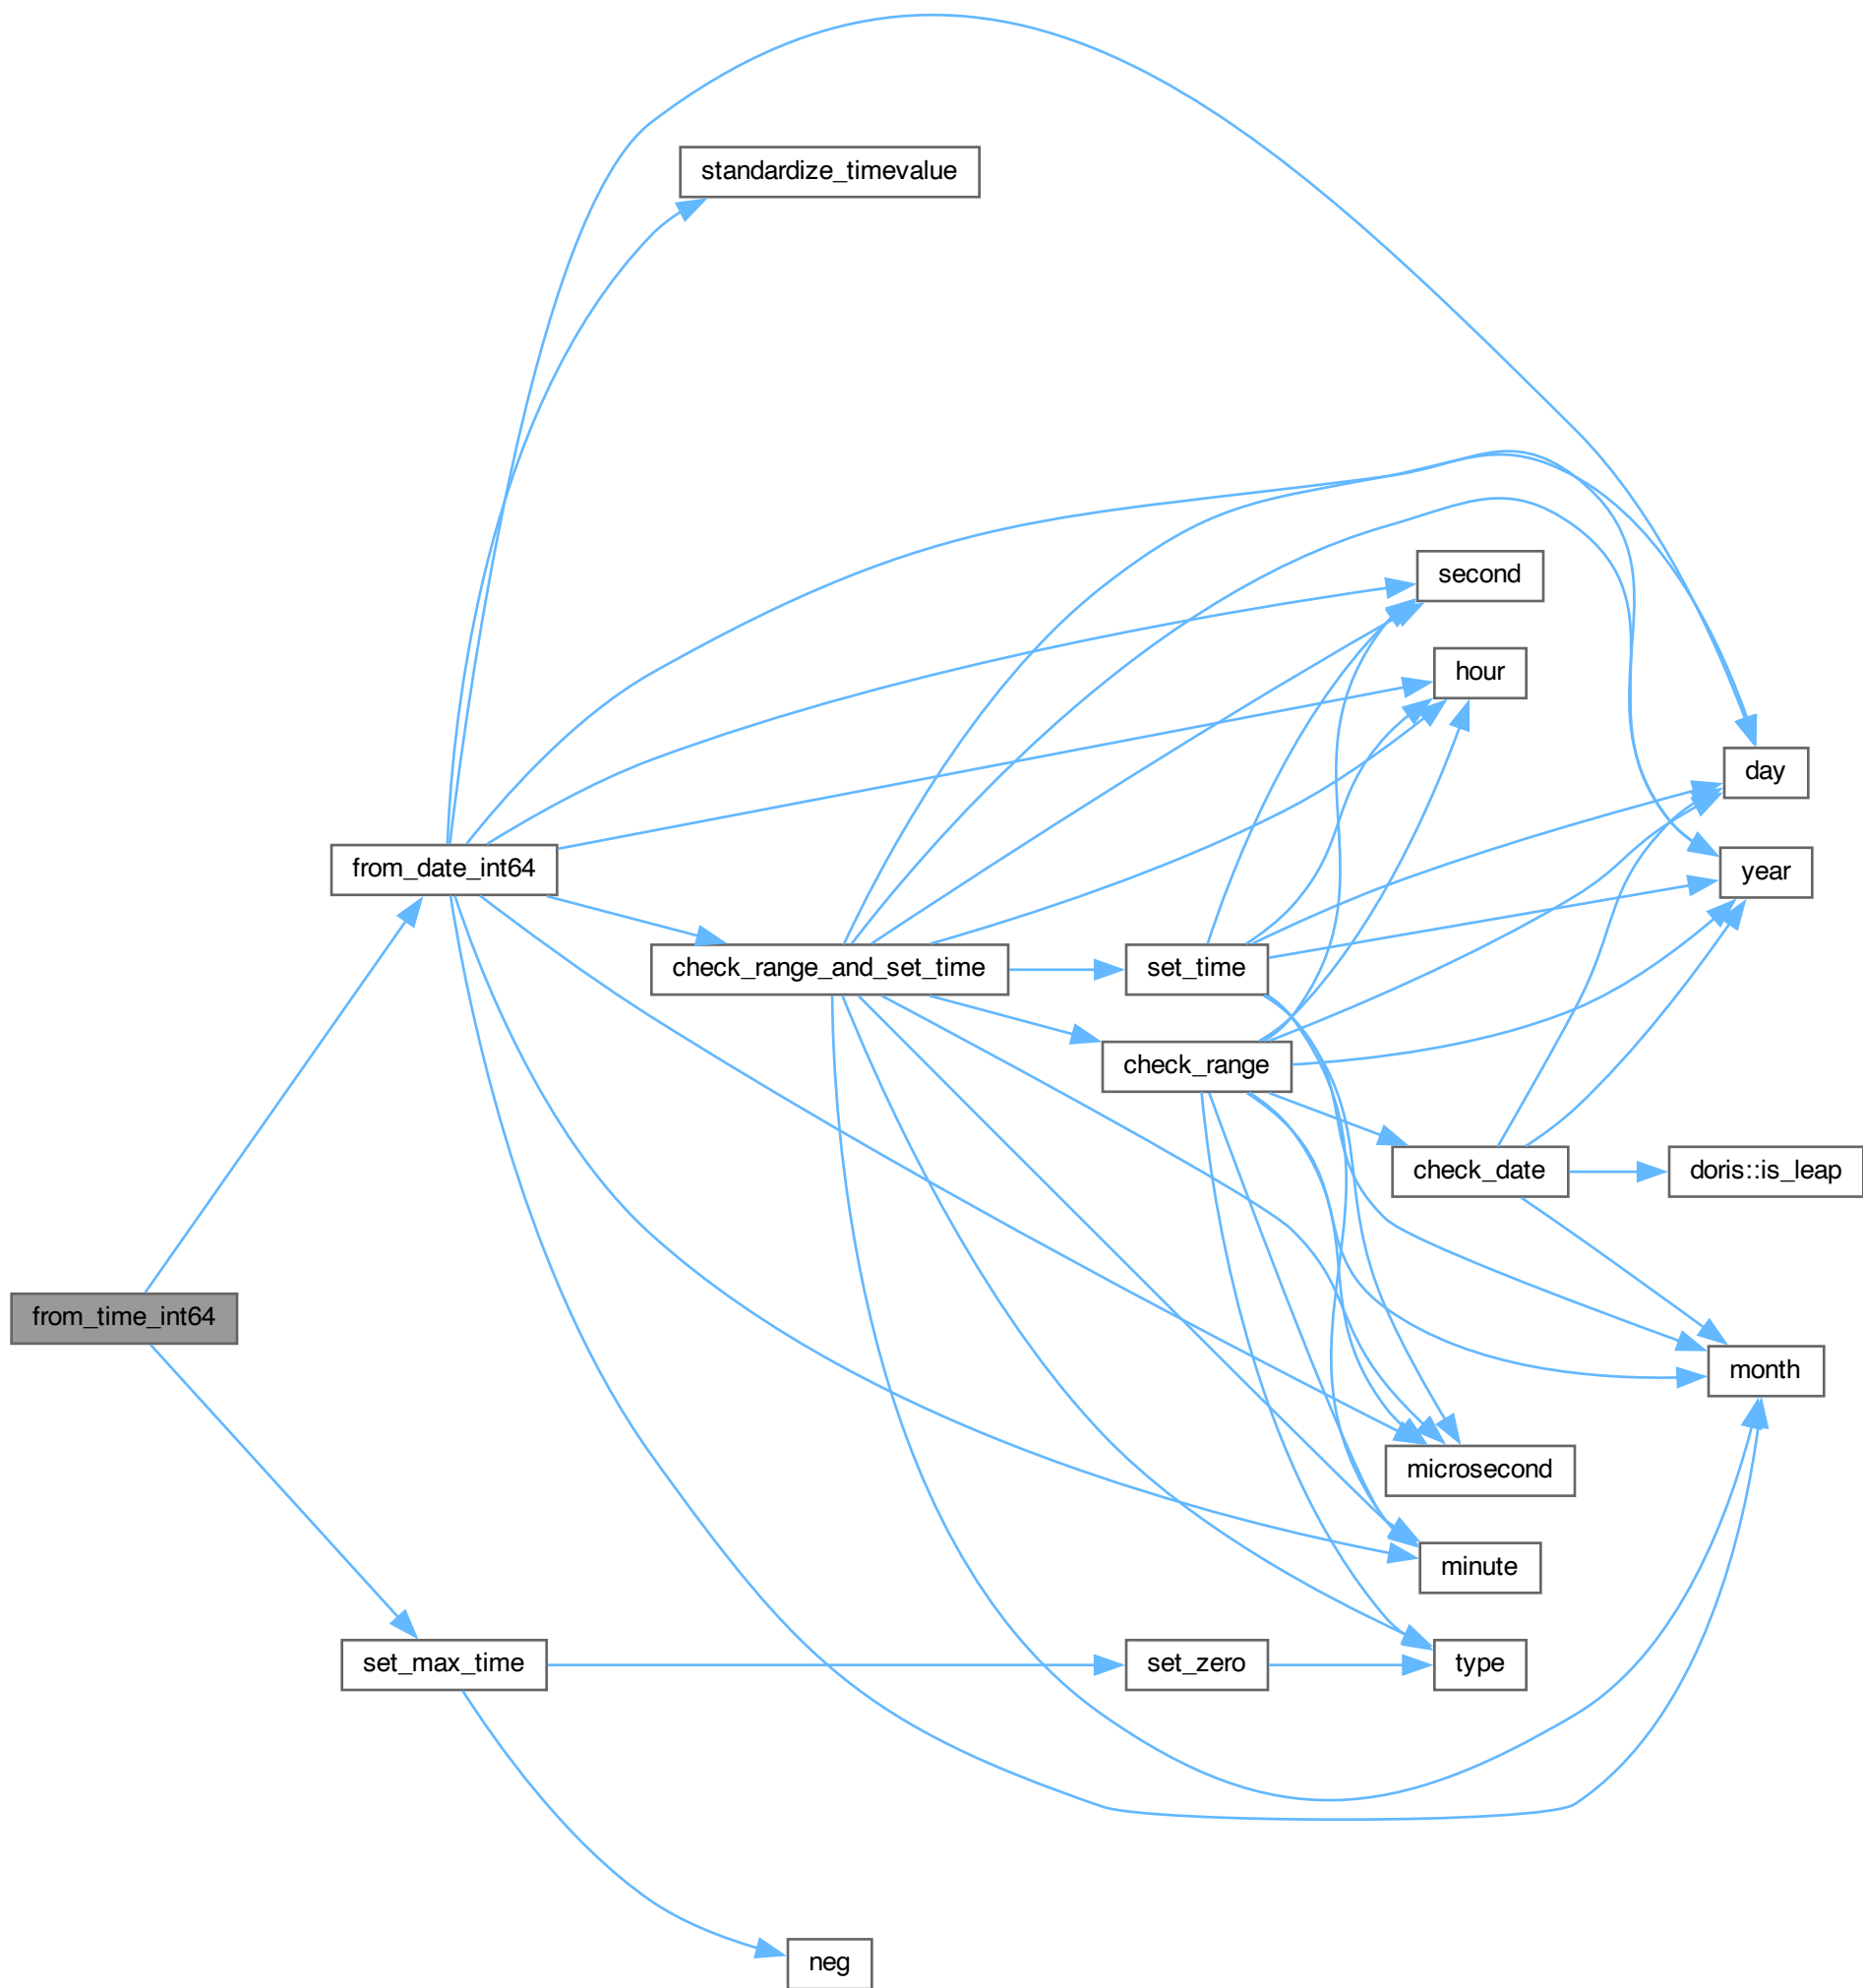 standardize_timevalue
second
hour
day
from_date_int64
year
check_range_and_set_time
set_time
check_range
check_date
doris::is_leap
from_time_int64
month
microsecond
minute
set_max_time
set_zero
type
neg